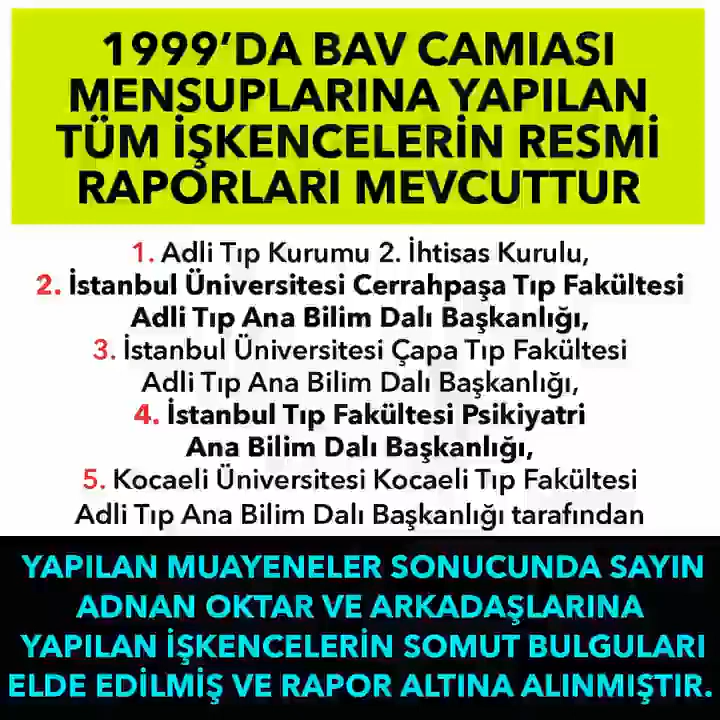 1999'DA BAV CAMIASI
MENSUPLARINA YAPILAN
TÜM İŞKENCELERİN RESMİ
RAPORLARI MEVCUTTUR
1. Adli Tıp Kurumu 2. İhtisas Kurulu,
2. İstanbul Üniversitesi Cerrahpaşa Tıp Fakültesi
Adli Tıp Ana Bilim Dalı Başkanlığı,
3. İstanbul Üniversitesi Çapa Tıp Fakültesi
Adli Tıp Ana Bilim Dalı Başkanlığı,
4. İstanbul Tıp Fakültesi Psikiyatri
Ana Bilim Dalı Başkanlığı,
5. Kocaeli Üniversitesi Kocaeli Tıp Fakültesi
Adli Tıp Ana Bilim Dalı Başkanlığı tarafından
YAPILAN MUAYENELER SONUCUNDA SAYIN
ADNAN OKTAR VE ARKADAŞLARINA
YAPILAN İŞKENCELERİN SOMUT BULGULARI
ELDE EDİLMİŞ VE RAPOR ALTINA ALINMIŞTIR.